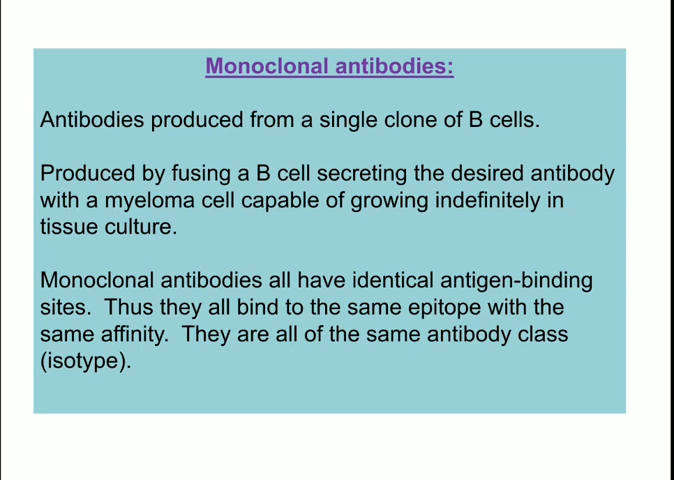 Monoclonal antibodies:
Antibodies produced from a single clone of B cells.
Produced by fusing a B cell secreting the desired antibody
with a myeloma cell capable of growing indefinitely in
tissue culture.
Monoclonal antibodies all have identical antigen-binding
sites.  Thus they all bind to the same epitope with the
same affinity.  They are all of the same antibody class
(isotype).